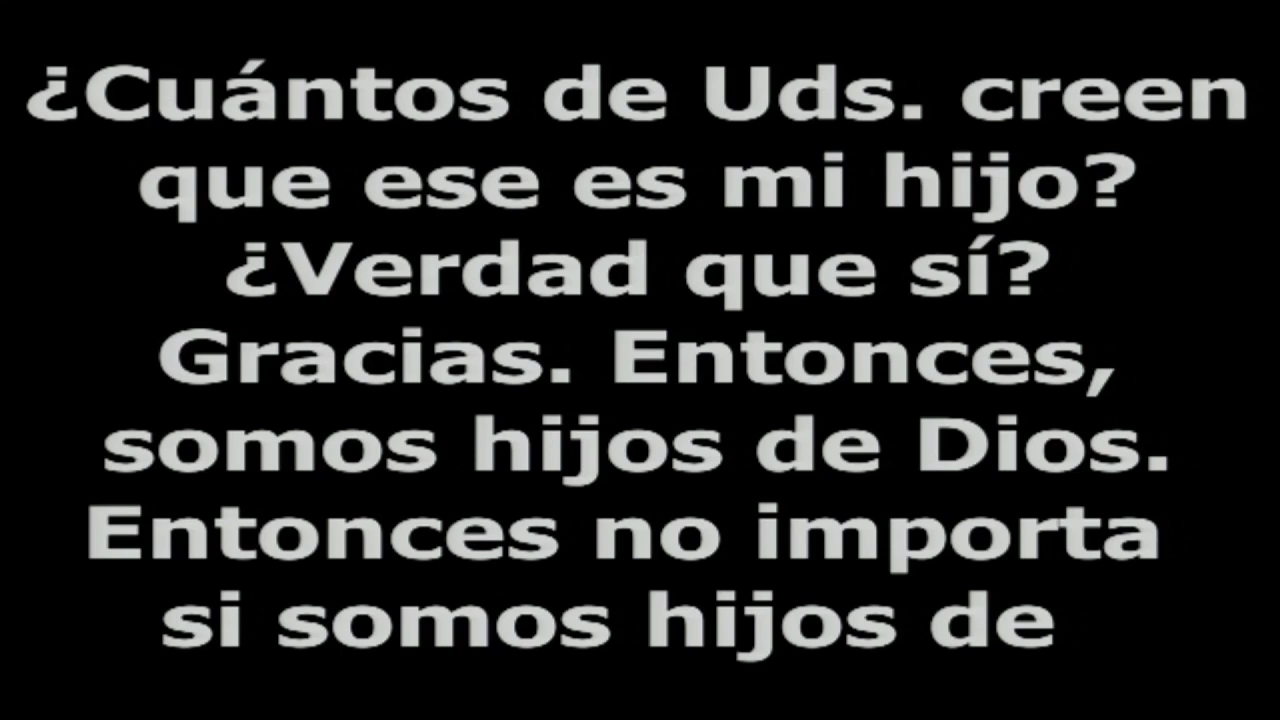 ¿Cuántos de Uds. creen
que ese es mi hijo?
¿Verdad que sí?
Gracias. Entonces,
somos hijos de Dios.
Entonces no importa
si somos hijos de